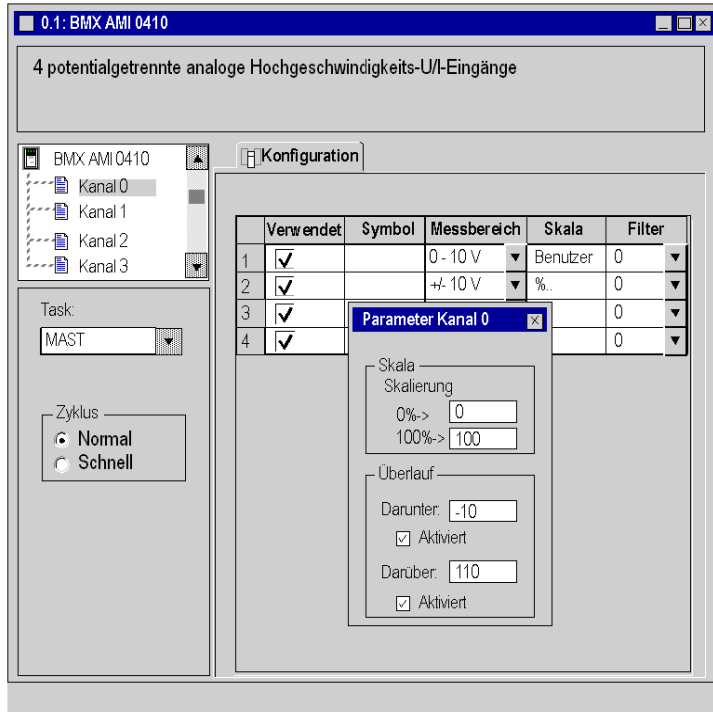 0.1: BMX AMI 0410
4 potentialgetrennte analoge Hochgeschwindigkeits-U/I-Eingänge
BMX AMI 0410
Kanal 0
Kanal 1
Kanal 2
Kanal 3
Task:
MAST
Zyklus
Normal
Schnell
Konfiguration
Verwendet Symbol Messbereich Skala Filter
1 0 - 10 V Benutzer 0
2 +/- 10 V %.. 0
3 0
4 0
Parameter Kanal 0
Skala
Skalierung
0%-> 0
100%-> 100
Überlauf
Darunter: -10
Aktiviert
Darüber: 110
Aktiviert